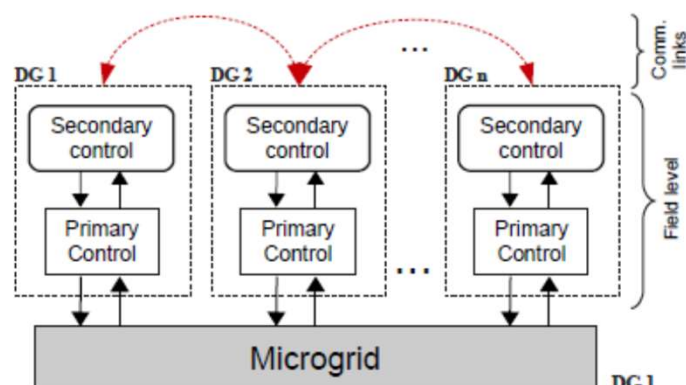 ...
Comm.
links
DG 1
DG 2
DG n
Secondary
control
Secondary
control
Secondary
control
Field level
Primary
Control
Primary
Control
Primary
Control
...
Microgrid
DG 1